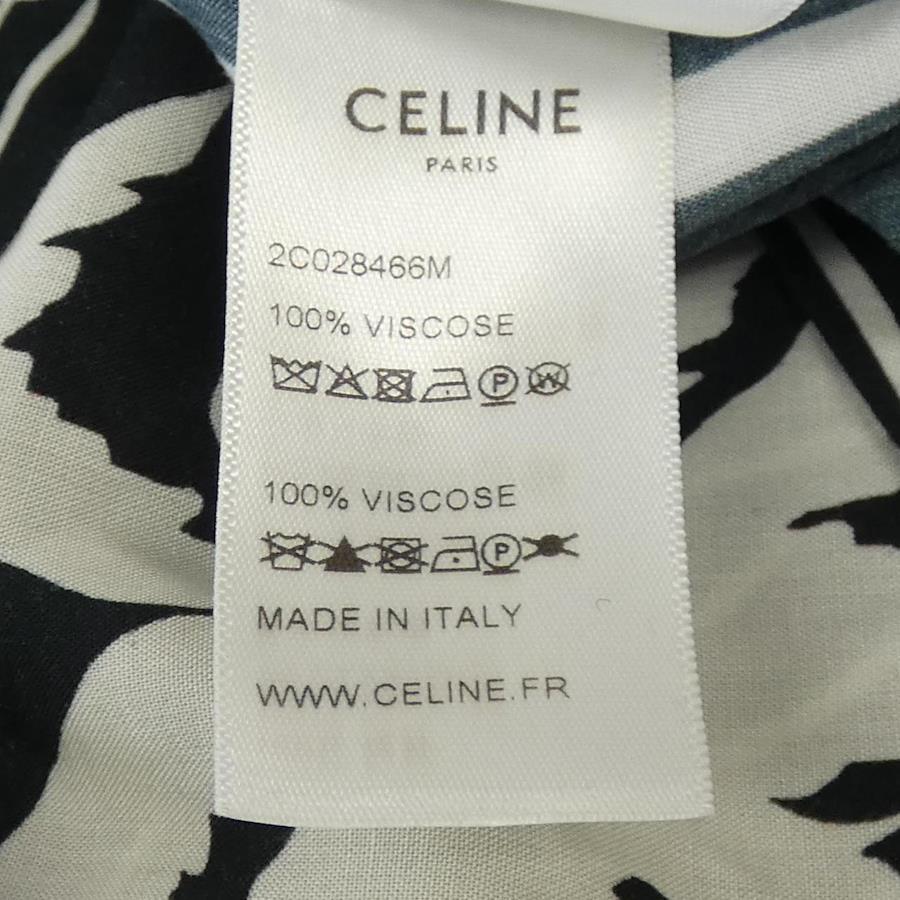 CELINE
PARIS
2C028466M
100% VISCOSE
P W
100% VISCOSE
P
MADE IN ITALY
WWW.CELINE.FR